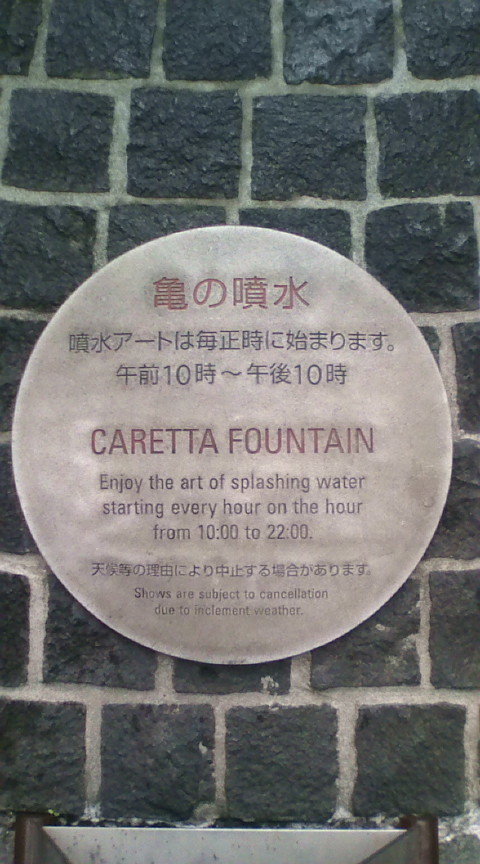 亀の噴水
噴水アートは毎正時に始まります。
午前10時～午後10時
CARETTA FOUNTAIN
Enjoy the art of splashing water
starting every hour on the hour
from 10:00 to 22:00.
天候等の理由により中止する場合があります。
Shows are subject to cancellation
due to inclement weather.